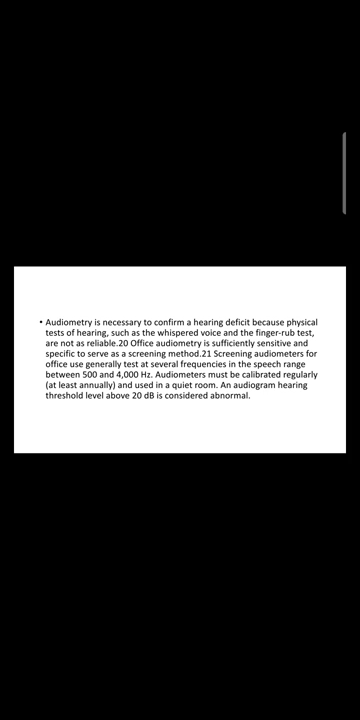 • Audiometry is necessary to confirm a hearing deficit because physical
tests of hearing, such as the whispered voice and the finger-rub test,
are not as reliable.20 Office audiometry is sufficiently sensitive and
specific to serve as a screening method.21 Screening audiometers for
office use generally test at several frequencies in the speech range
between 500 and 4,000 Hz. Audiometers must be calibrated regularly
(at least annually) and used in a quiet room. An audiogram hearing
threshold level above 20 dB is considered abnormal.